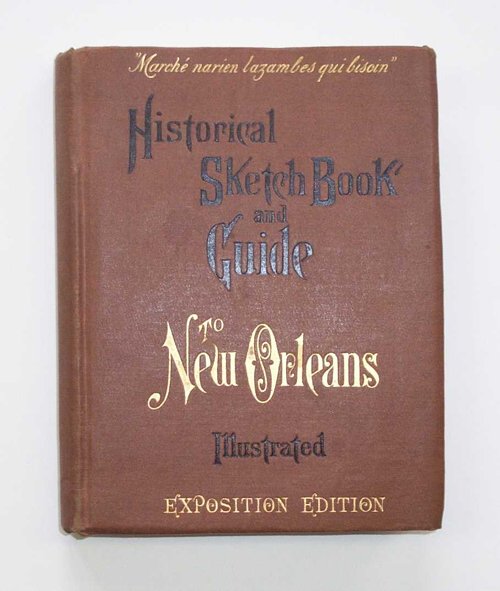 "Marché narien lazambes qui bisoin"
Historical
Sketch Book
and
Guide
To
New Orleans
Illustrated
Exposition Edition